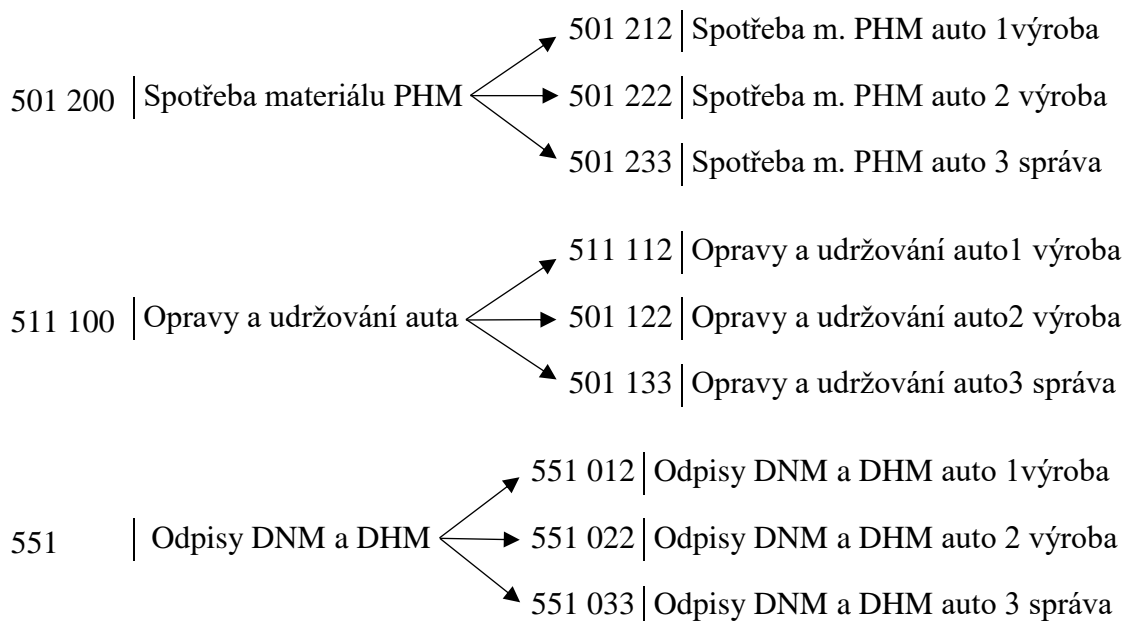 501 212 Spotřeba m. PHM auto 1výroba
501 200 Spotřeba materiálu PHM
501 222 Spotřeba m. PHM auto 2 výroba
501 233 Spotřeba m. PHM auto 3 správa
511 112 Opravy a udržování auto1 výroba
511 100 Opravy a udržování auta
501 122 Opravy a udržování auto2 výroba
501 133 Opravy a udržování auto3 správa
551 012 Odpisy DNM a DHM auto 1výroba
551 Odpisy DNM a DHM
551 022 Odpisy DNM a DHM auto 2 výroba
551 033 Odpisy DNM a DHM auto 3 správa